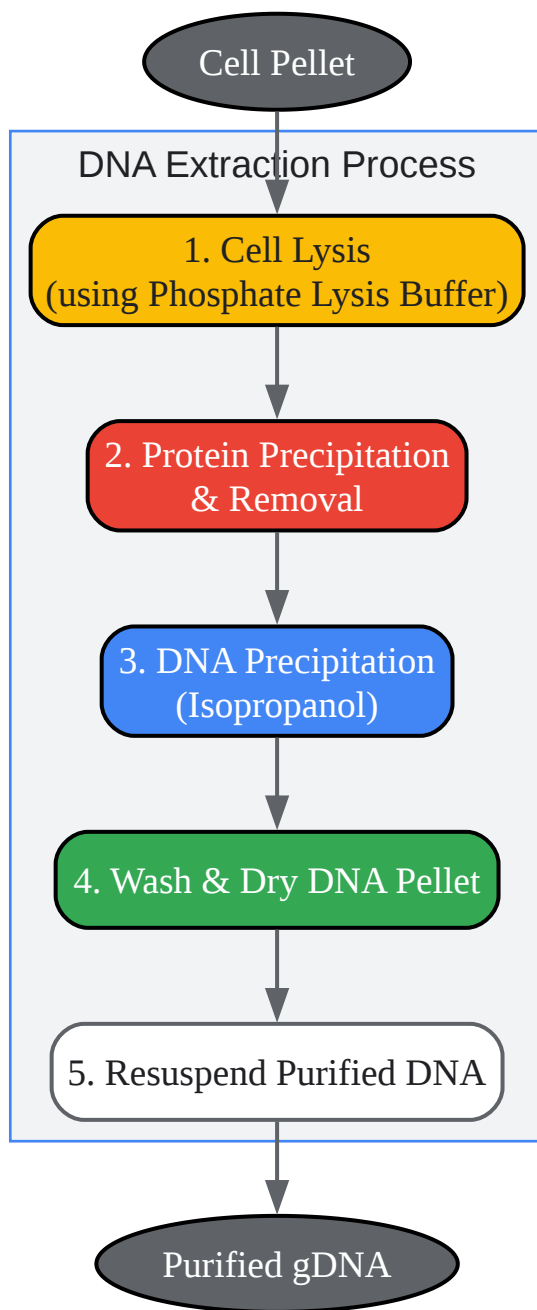 Cell Pellet
DNA Extraction Process
1. Cell Lysis
(using Phosphate Lysis Buffer)
2. Protein Precipitation
& Removal
3. DNA Precipitation
(Isopropanol)
4. Wash & Dry DNA Pellet
5. Resuspend Purified DNA
Purified gDNA